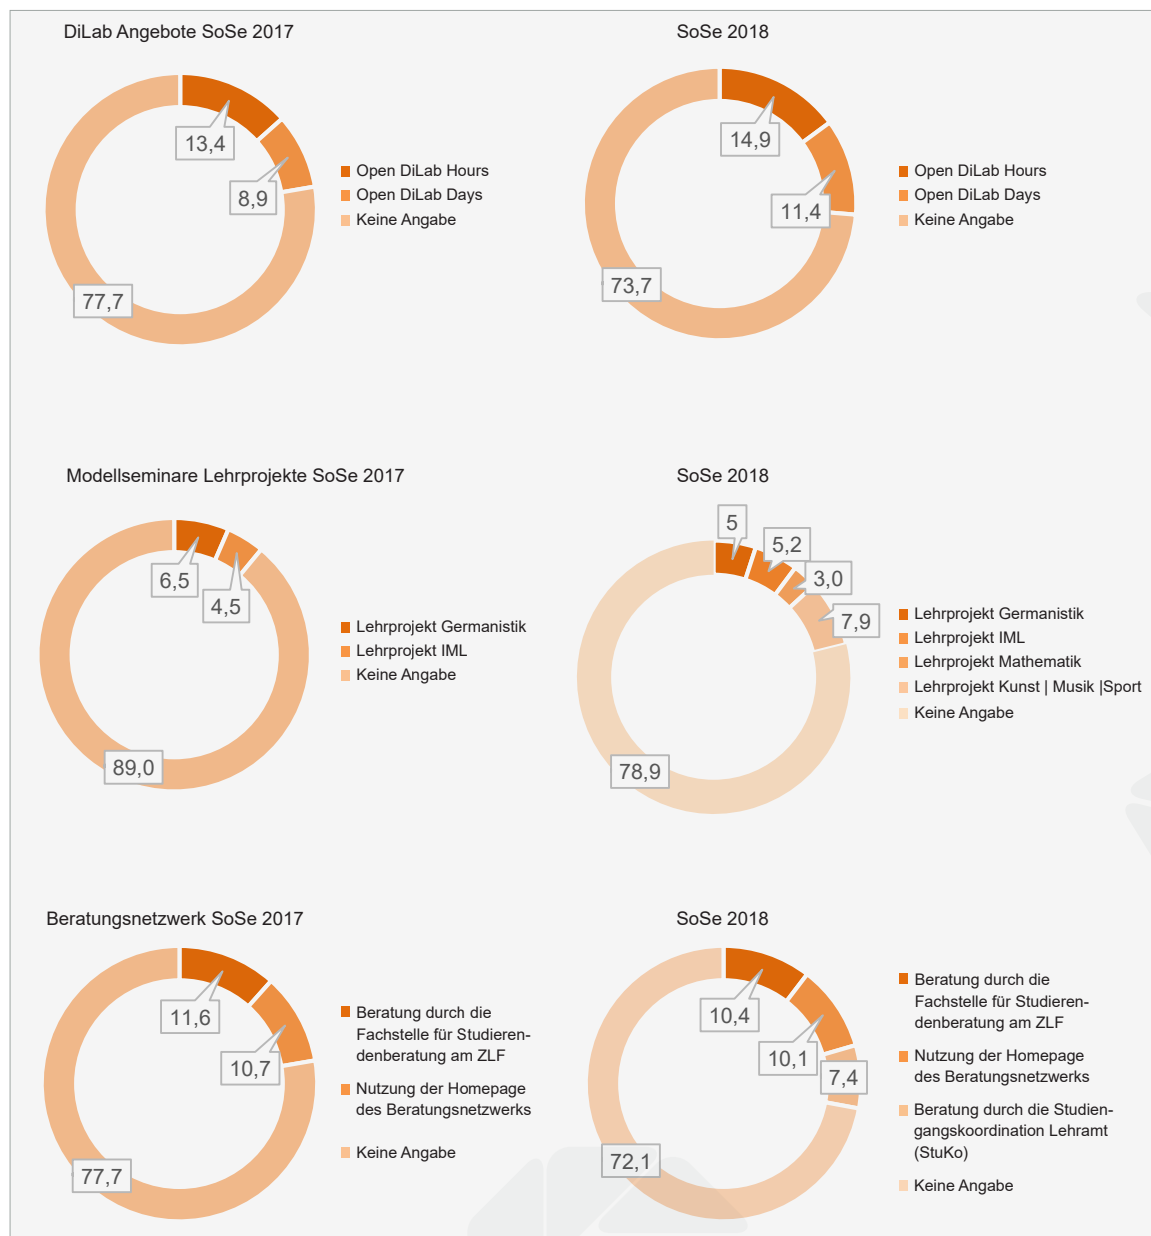 DiLab Angebote SoSe 2017
13,4
8,9
77,7
Open DiLab Hours
Open DiLab Days
Keine Angabe
SoSe 2018
14,9
11,4
73,7
Open DiLab Hours
Open DiLab Days
Keine Angabe
Modellseminare Lehrprojekte SoSe 2017
6,5
4,5
89,0
Lehrprojekt Germanistik
Lehrprojekt IML
Keine Angabe
SoSe 2018
5
5,2
3,0
7,9
78,9
Lehrprojekt Germanistik
Lehrprojekt IML
Lehrprojekt Mathematik
Lehrprojekt Kunst | Musik |Sport
Keine Angabe
Beratungsnetzwerk SoSe 2017
11,6
10,7
77,7
Beratung durch die
Fachstelle für Studieren-
denberatung am ZLF
Nutzung der Homepage
des Beratungsnetzwerks
Keine Angabe
SoSe 2018
10,4
10,1
7,4
72,1
Beratung durch die
Fachstelle für Studieren-
denberatung am ZLF
Nutzung der Homepage
des Beratungsnetzwerks
Beratung durch die Studien-
gangskoordination Lehramt
(StuKo)
Keine Angabe